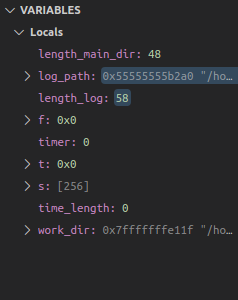 VARIABLES
Locals
length_main_dir: 48
log_path: 0x55555555b2a0 "/ho…
length_log: 58
f: 0x0
timer: 0
t: 0x0
s: [256]
time_length: 0
work_dir: 0x7fffffffe11f "/ho…